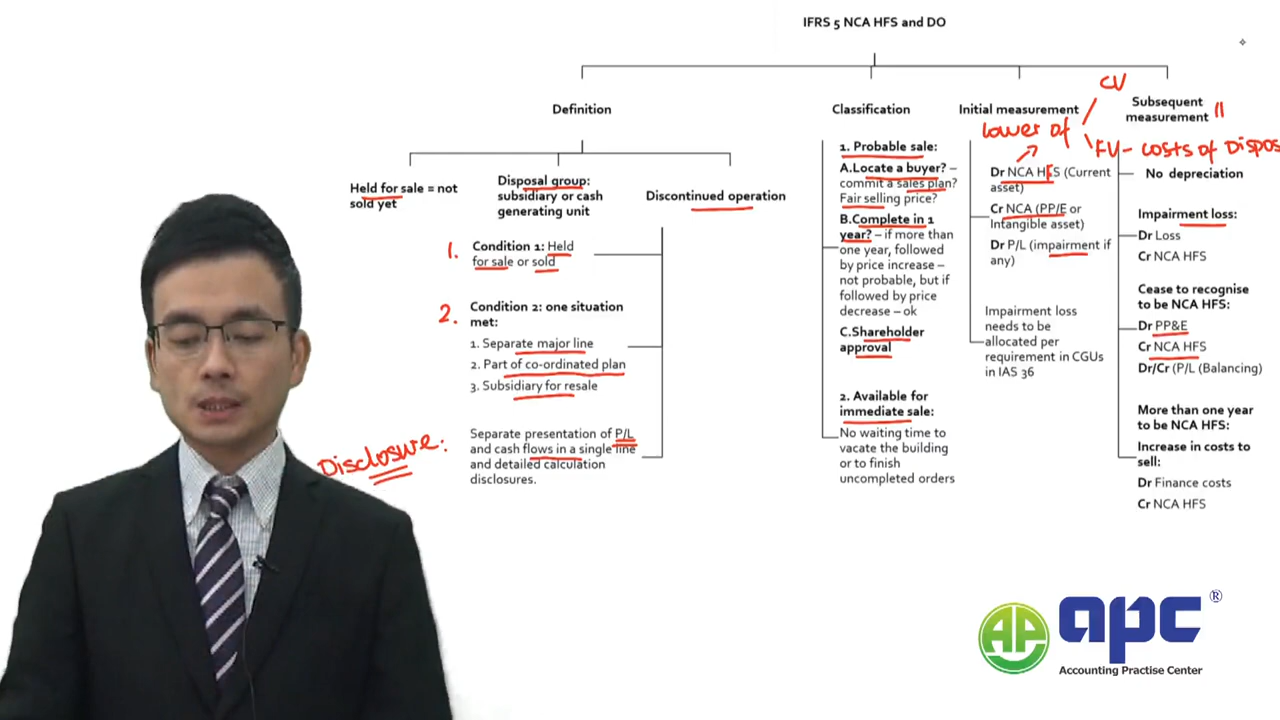 IFRS 5 NCA HFS and DO
Definition
Held for sale = not
sold yet
Disposal group:
subsidiary or cash
generating unit
Discontinued operation
1.
Condition 1: Held
for sale or sold
2.
Condition 2: one situation
met:
1. Separate major line
2. Part of co-ordinated plan
3. Subsidiary for resale
Disclosure:
Separate presentation of P/L
and cash flows in a single line
and detailed calculation
disclosures.
Classification
1. Probable sale:
A.Locate a buyer? –
commit a sales plan?
Fair selling price?
B.Complete in 1
year? – if more than
one year, followed
by price increase –
not probable, but if
followed by price
decrease – ok
C.Shareholder
approval
2. Available for
immediate sale:
No waiting time to
vacate the building
or to finish
uncompleted orders
Initial measurement
Lower of
CV
FV - costs of Dispos
Dr NCA HFS (Current
asset)
Cr NCA (PP/E or
Intangible asset)
Dr P/L (impairment if
any)
Impairment loss
needs to be
allocated per
requirement in CGUs
in IAS 36
Subsequent
measurement
No depreciation
Impairment loss:
Dr Loss
Cr NCA HFS
Cease to recognise
to be NCA HFS:
Dr PP&E
Cr NCA HFS
Dr/Cr (P/L (Balancing)
More than one year
to be NCA HFS:
Increase in costs to
sell:
Dr Finance costs
Cr NCA HFS
AP
apc®
Accounting Practise Center